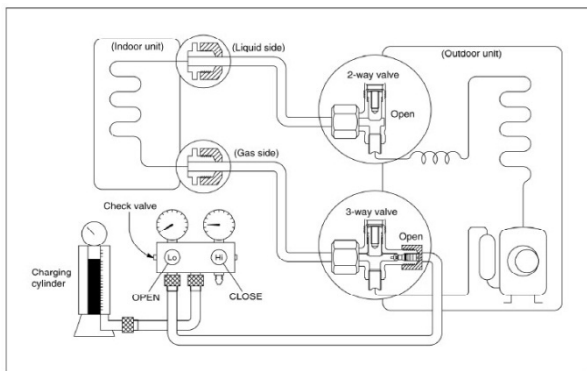 (Indoor unit)
(Liquid side)
(Outdoor unit)
2-way valve
Open
(Gas side)
Check valve
3-way valve
Open
Lo
Hi
Charging
cylinder
OPEN
CLOSE